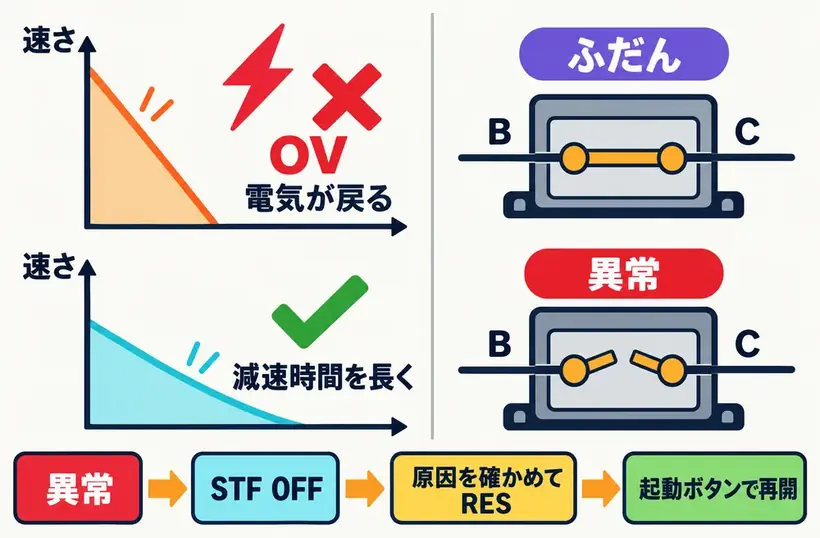 速さ
OV
電気が戻る
速さ
減速時間を長く
ふだん
B
C
異常
B
C
異常
STF OFF
原因を確かめて
RES
起動ボタンで再開